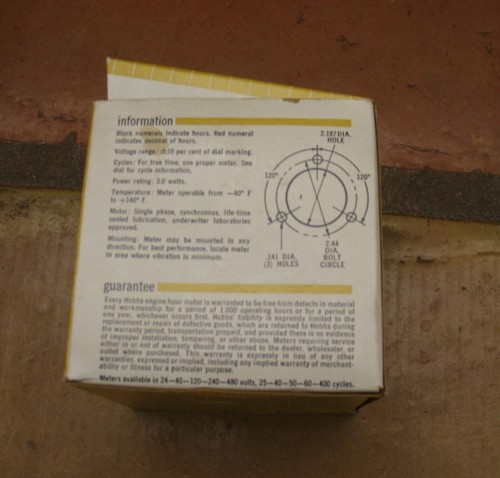 information
Black numerals indicate hours. Red numeral
indicates decimal of hours.
Voltage range: ±10 per cent of dial marking.
Cycles: For true time, use proper meter. See
dial for cycle information.
Power rating: 3.0 watts.
Temperature: Meter operable from —40° F
to +140° F.
Motor: Single phase, synchronous, life-time
sealed lubrication, underwriter laboratories
approved.
Mounting: Meter may be mounted in any
direction. For best performance, locate meter
in area where vibration is minimum.
2.187 DIA.
HOLE
120°
120°
.141 DIA.
(3) HOLES
2.44
DIA.
BOLT
CIRCLE
guarantee
Every Hobbs engine hour meter is warranted to be free from defects in material
and workmanship for a period of 1,000 operating hours or for a period of
one year, whichever occurs first. Hobbs' liability is expressly limited to the
replacement or repair of defective goods, which are returned to Hobbs during
the warranty period, transportation prepaid, and provided there is no evidence
of improper installation, tampering, or other abuse. Meters requiring service
either in or out of warranty should be returned to the dealer, wholesaler, or
outlet where purchased. This warranty is expressly in lieu of any other
warranties, expressed or implied, including any implied warranty of merchant-
ability or fitness for a particular purpose.
Meters available in 24—40—120—240—480 volts, 25—40—50—60—400 cycles.